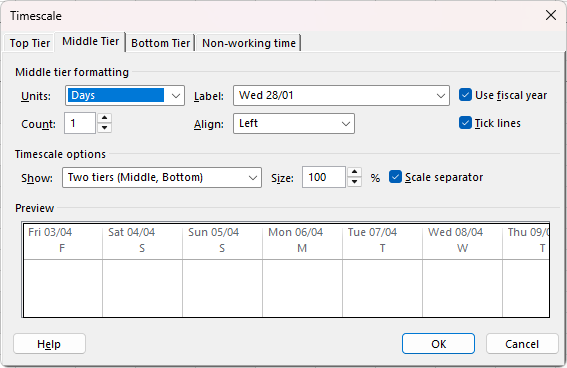 Timescale
Top Tier Middle Tier Bottom Tier Non-working time
Middle tier formatting
Units: Days Label: Wed 28/01 Use fiscal year
Count: 1 Align: Left Tick lines
Timescale options
Show: Two tiers (Middle, Bottom) Size: 100 % Scale separator
Preview
Fri 03/04 Sat 04/04 Sun 05/04 Mon 06/04 Tue 07/04 Wed 08/04 Thu 09/0
F S S M T W T
Help OK Cancel